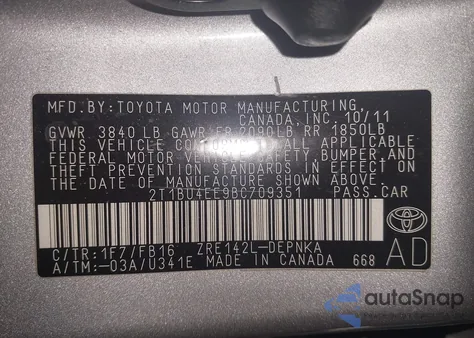 MFD.BY:TOYOTA MOTOR MANUFACTURING,
CANADA,INC. 10/11
GVWR 3840 LB GAWR FR 2090LB RR 1850LB
THIS VEHICLE CONFORMS TO ALL APPLICABLE
FEDERAL MOTOR VEHICLE SAFETY,BUMPER,AND
THEFT PREVENTION STANDARDS IN EFFECT ON
THE DATE OF MANUFACTURE SHOWN ABOVE.
2T1BU4EE9BC709351 PASS.CAR
C/TR:1F7/FB16 ZRE142L-DEPNKA
A/TM:-03A/U341E MADE IN CANADA 668
AD
autoSnap